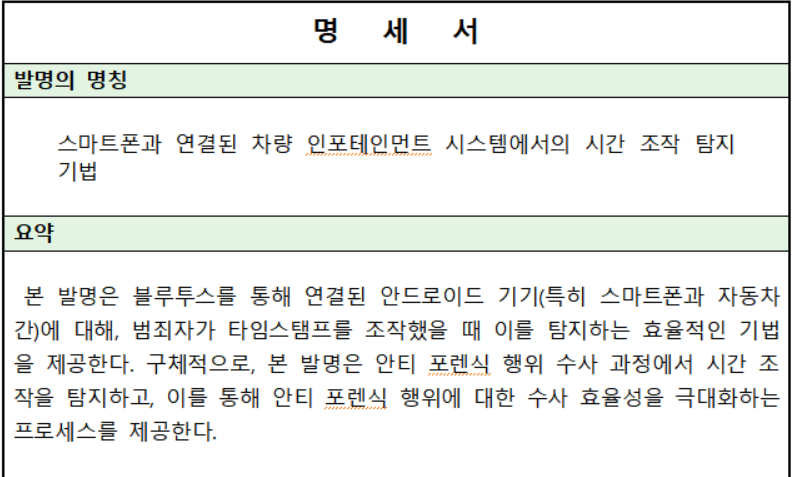 명 세 서
발명의 명칭
스마트폰과 연결된 차량 인포테인먼트 시스템에서의 시간 조작 탐지
기법
요약
본 발명은 블루투스를 통해 연결된 안드로이드 기기(특히 스마트폰과 자동차
간)에 대해, 범죄자가 타임스탬프를 조작했을 때 이를 탐지하는 효율적인 기법
을 제공한다. 구체적으로, 본 발명은 안티 포렌식 행위 수사 과정에서 시간 조
작을 탐지하고, 이를 통해 안티 포렌식 행위에 대한 수사 효율성을 극대화하는
프로세스를 제공한다.